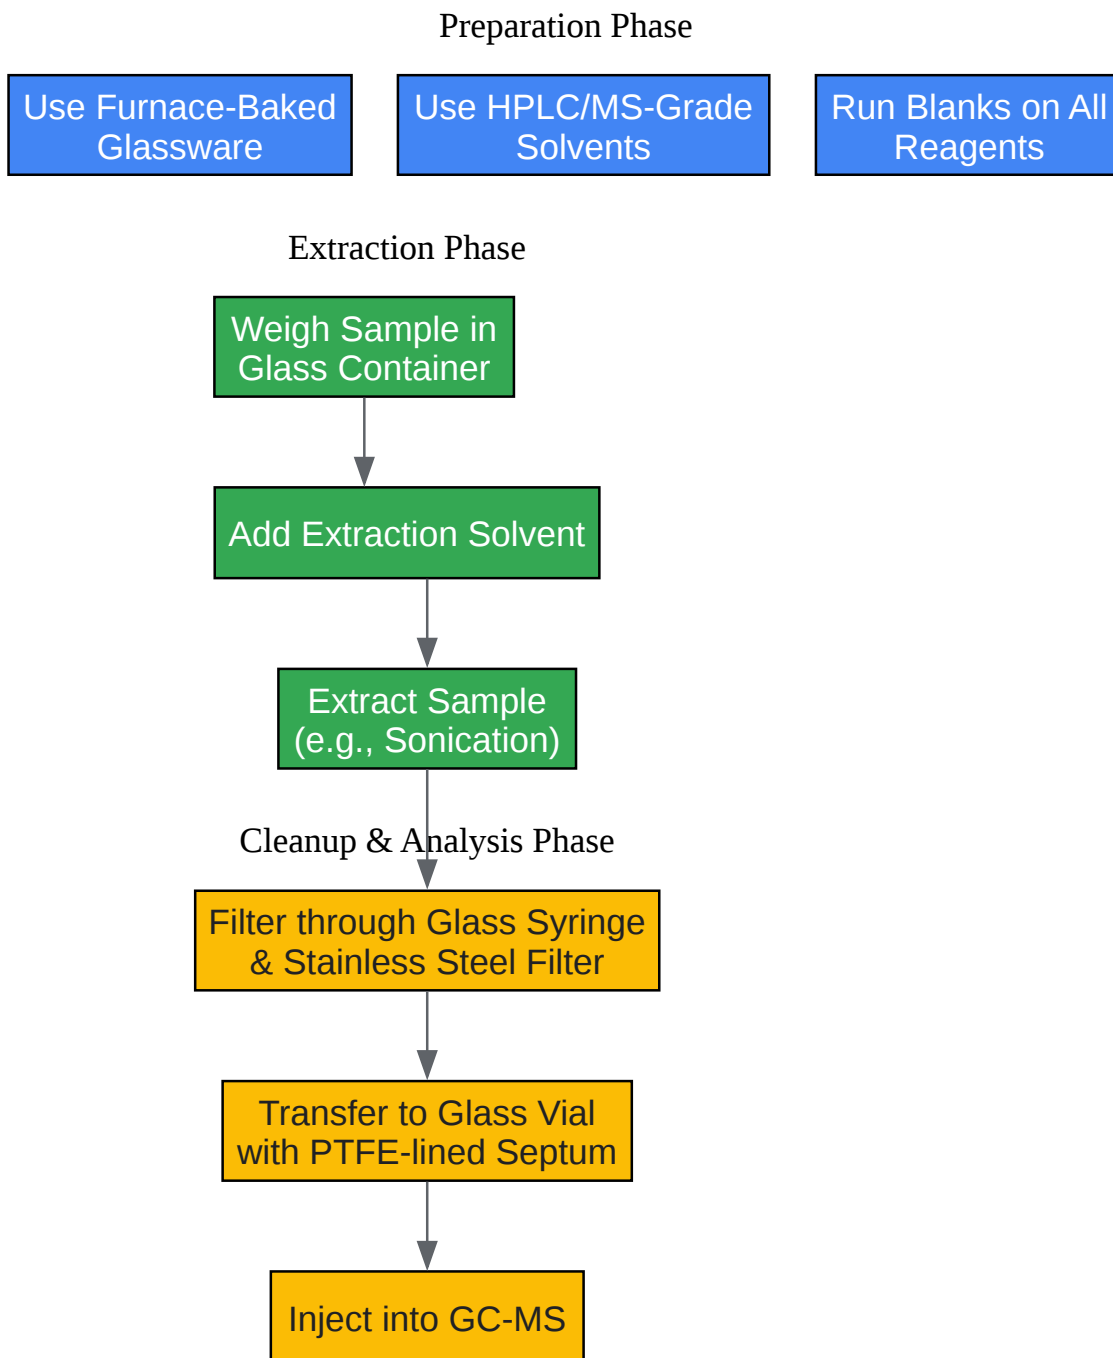 Preparation Phase
Use Furnace-Baked
Glassware
Use HPLC/MS-Grade
Solvents
Run Blanks on All
Reagents
Extraction Phase
Weigh Sample in
Glass Container
Add Extraction Solvent
Extract Sample
(e.g., Sonication)
Cleanup & Analysis Phase
Filter through Glass Syringe
& Stainless Steel Filter
Transfer to Glass Vial
with PTFE-lined Septum
Inject into GC-MS